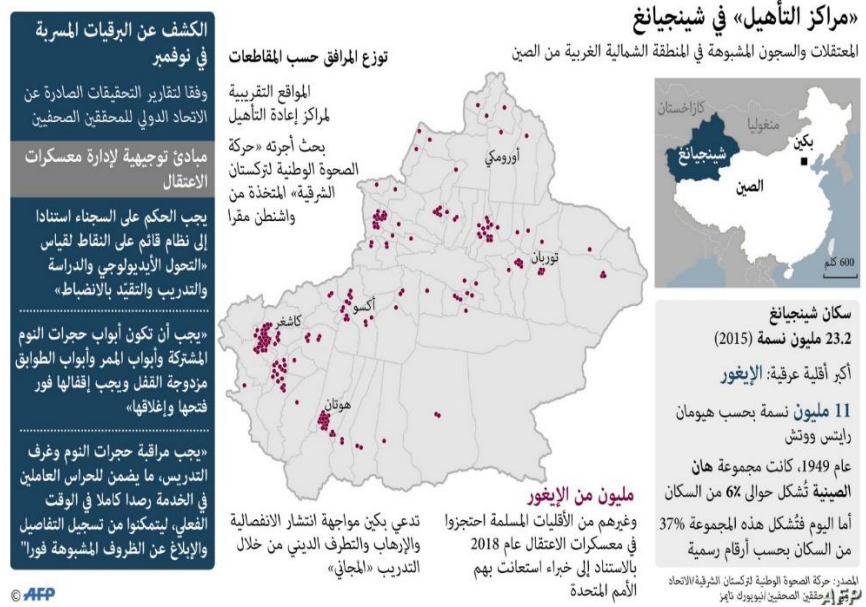 «مراكز التأهيل» في شينجيانغ
المعتقلات والسجون المشبوهة في المنطقة الشمالية الغربية من الصين
كازاخستان
منغوليا
بكين
شينجيانغ
الصين
600 كلم
سكان شينجيانغ
23.2 مليون نسمة (2015)
أكبر أقلية عرقية: الإيغور
11 مليون نسمة بحسب هيومان
رايتس ووتش
عام 1949، كانت مجموعة هان
الصينية تُشكل حوالى 6% من السكان
أما اليوم فتُشكل هذه المجموعة 37%
من السكان بحسب أرقام رسمية
المصدر: حركة الصحوة الوطنية لتركستان الشرقية/الاتحاد
للمحققين الصحفيين/نيويورك تايمز
توزع المرافق حسب المقاطعات
المواقع التقريبية
لمراكز إعادة التأهيل
بحث أجرته «حركة
الصحوة الوطنية لتركستان
الشرقية» المتخذة من
واشنطن مقرا
أورومكي
توربان
أكسو
كاشغر
هوتان
مليون من الإيغور
وغيرهم من الأقليات المسلمة احتجزوا
في معسكرات الاعتقال عام 2018
بالاستناد إلى خبراء استعانت بهم
الأمم المتحدة
تدعي بكين مواجهة انتشار الانفصالية
والإرهاب والتطرف الديني من خلال
التدريب «المجاني»
الكشف عن البرقيات المسربة
في نوفمبر
وفقا لتقارير التحقيقات الصادرة عن
الاتحاد الدولي للمحققين الصحفيين
مبادئ توجيهية لإدارة معسكرات
الاعتقال
يجب الحكم على السجناء استنادا
إلى نظام قائم على النقاط لقياس
«التحول الأيديولوجي والدراسة
والتدريب والتقيّد بالانضباط»
«يجب أن تكون أبواب حجرات النوم
المشتركة وأبواب الممر وأبواب الطوابق
مزدوجة القفل ويجب إقفالها فور
فتحها وإغلاقها»
«يجب مراقبة حجرات النوم وغرف
التدريس، ما يضمن للحراس العاملين
في الخدمة رصدا كاملا في الوقت
الفعلي، ليتمكنوا من تسجيل التفاصيل
والإبلاغ عن الظروف المشبوهة فورا"
© AFP
AFP